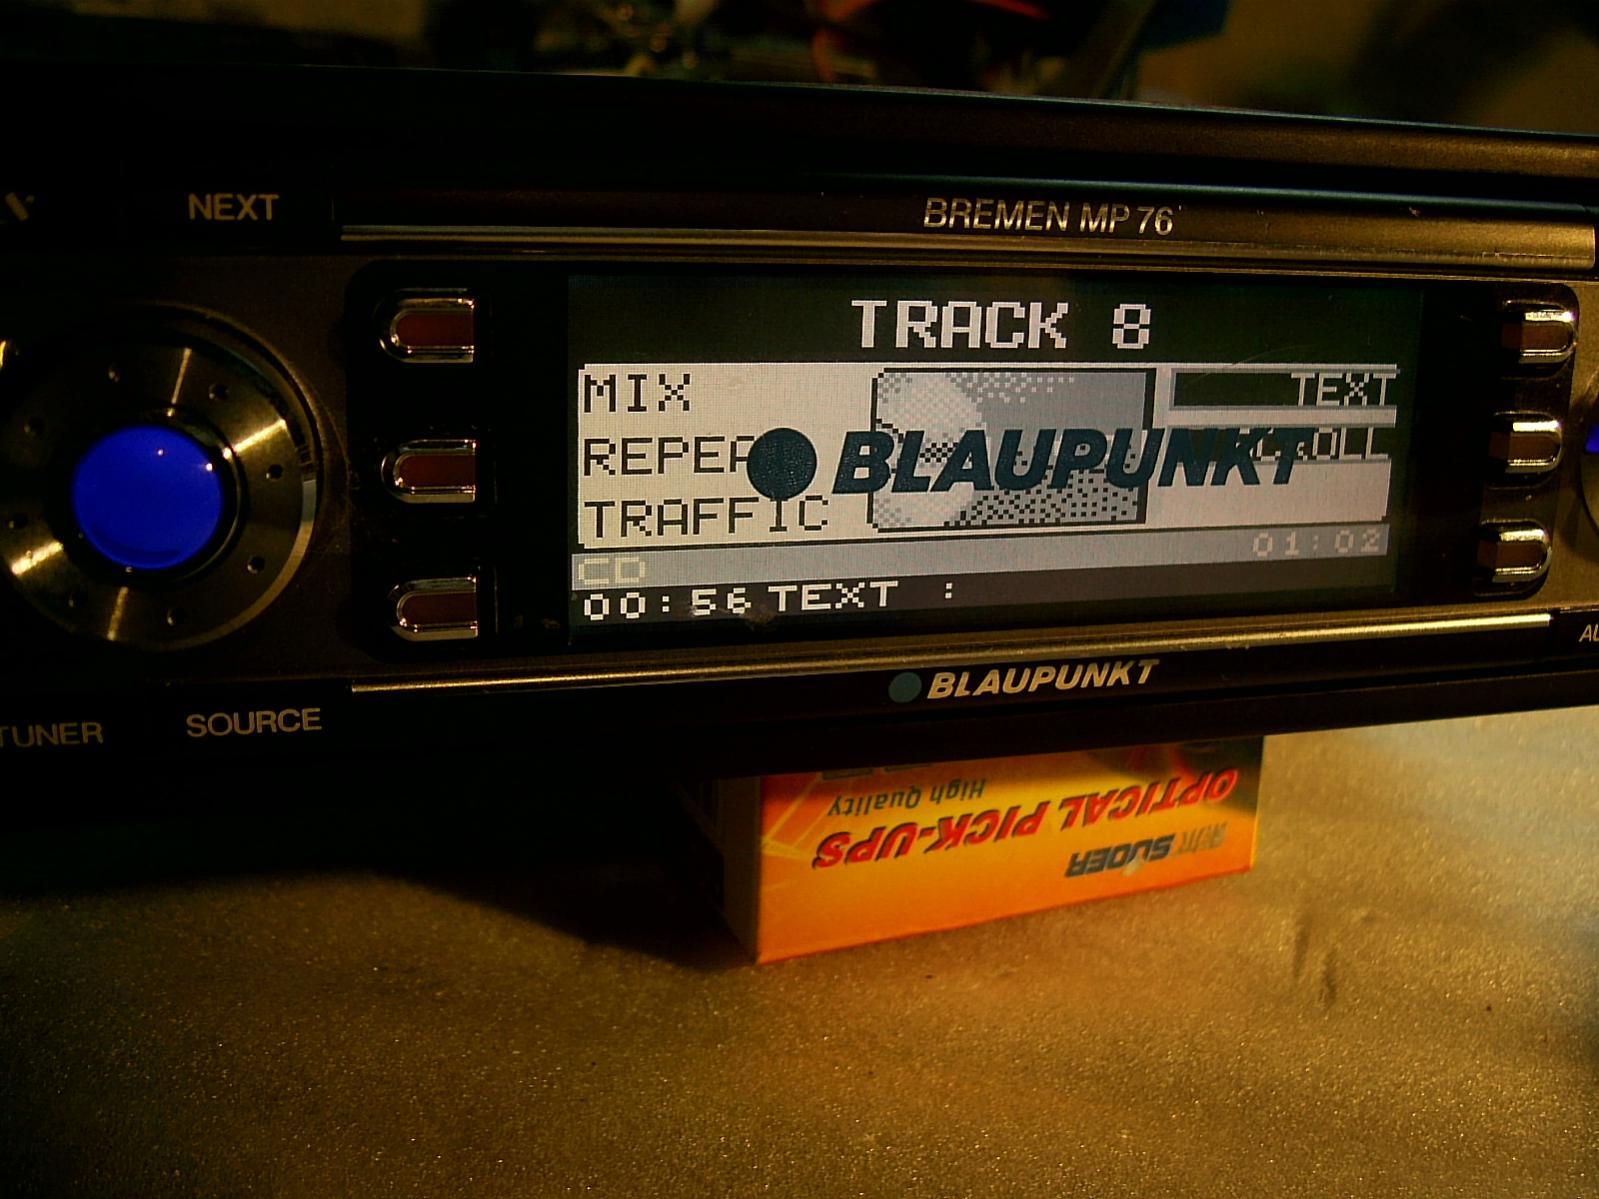 NEXT
BREMEN MP 76
TRACK 8
MIX
TEXT
BLAUPUNKT
TRAFFIC
01:02
CD
00:56 TEXT :
BLAUPUNKT
TUNER
SOURCE
High Quality
OPTICAL PICK-UPS
SUOER